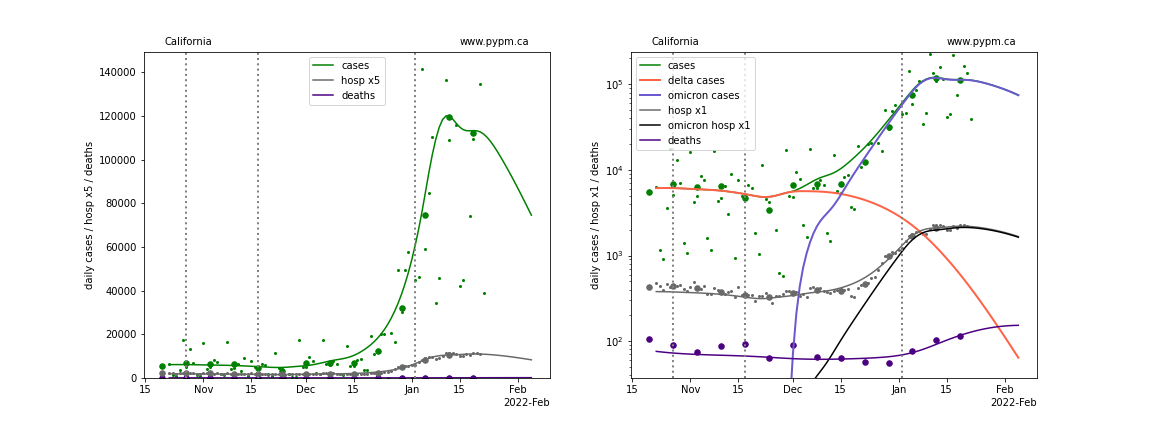 California www.pypm.ca
cases
hosp x5
deaths
daily cases / hosp x5 / deaths
140000
120000
100000
80000
60000
40000
20000
0
15 Nov 15 Dec 15 Jan 15 Feb
2022-Feb
California www.pypm.ca
cases
delta cases
omicron cases
hosp x1
omicron hosp x1
deaths
daily cases / hosp x1 / deaths
10^5
10^4
10^3
10^2
15 Nov 15 Dec 15 Jan 15 Feb
2022-Feb